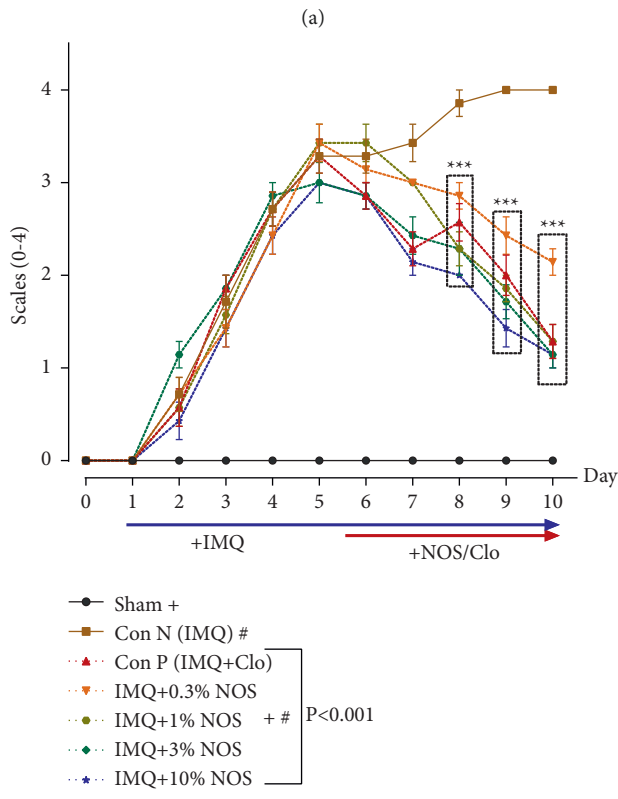 (a)
Scales (0-4)
4
3
2
1
0
***
***
***
0 1 2 3 4 5 6 7 8 9 10
Day
+IMQ
+NOS/Clo
Sham +
Con N (IMQ) #
Con P (IMQ+Clo)
IMQ+0.3% NOS
IMQ+1% NOS
IMQ+3% NOS
IMQ+10% NOS
+ #
P<0.001